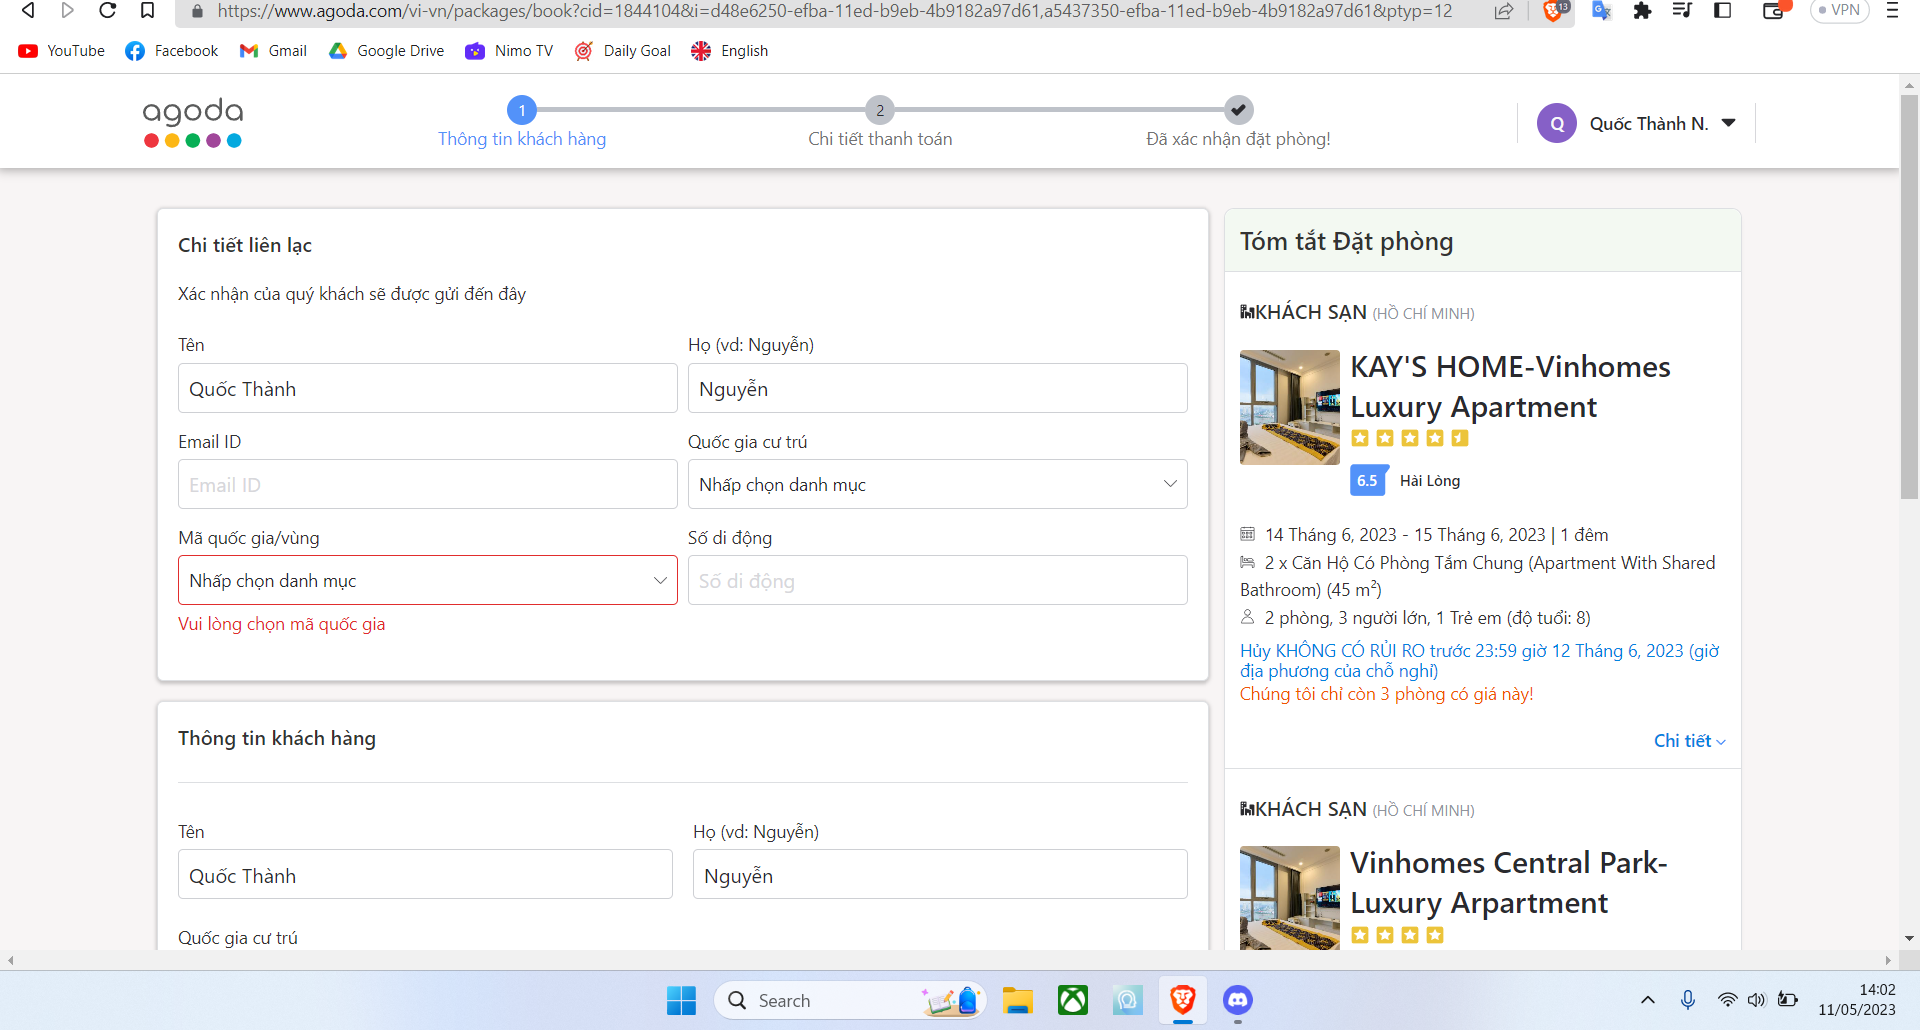 https://www.agoda.com/vi-vn/packages/book?cid=1844104&i=d48e6250-efba-11ed-b9eb-4b9182a97d61,a5437350-efba-11ed-b9eb-4b9182a97d61&ptyp=12
13
VPN
YouTube
Facebook
Gmail
Google Drive
Nimo TV
Daily Goal
English
agoda
1
Thông tin khách hàng
2
Chi tiết thanh toán
Đã xác nhận đặt phòng!
Q
Quốc Thành N.
Chi tiết liên lạc
Xác nhận của quý khách sẽ được gửi đến đây
Tên
Họ (vd: Nguyễn)
Quốc Thành
Nguyễn
Email ID
Quốc gia cư trú
Email ID
Nhấp chọn danh mục
Mã quốc gia/vùng
Số di động
Nhấp chọn danh mục
Số di động
Vui lòng chọn mã quốc gia
Thông tin khách hàng
Tên
Họ (vd: Nguyễn)
Quốc Thành
Nguyễn
Quốc gia cư trú
Tóm tắt Đặt phòng
KHÁCH SẠN (HỒ CHÍ MINH)
KAY'S HOME-Vinhomes
Luxury Apartment
6.5
Hài Lòng
14 Tháng 6, 2023 - 15 Tháng 6, 2023 | 1 đêm
2 x Căn Hộ Có Phòng Tắm Chung (Apartment With Shared
Bathroom) (45 m²)
2 phòng, 3 người lớn, 1 Trẻ em (độ tuổi: 8)
Hủy KHÔNG CÓ RỦI RO trước 23:59 giờ 12 Tháng 6, 2023 (giờ
địa phương của chỗ nghỉ)
Chúng tôi chỉ còn 3 phòng có giá này!
Chi tiết
KHÁCH SẠN (HỒ CHÍ MINH)
Vinhomes Central Park-
Luxury Arpartment
Search
14:02
11/05/2023